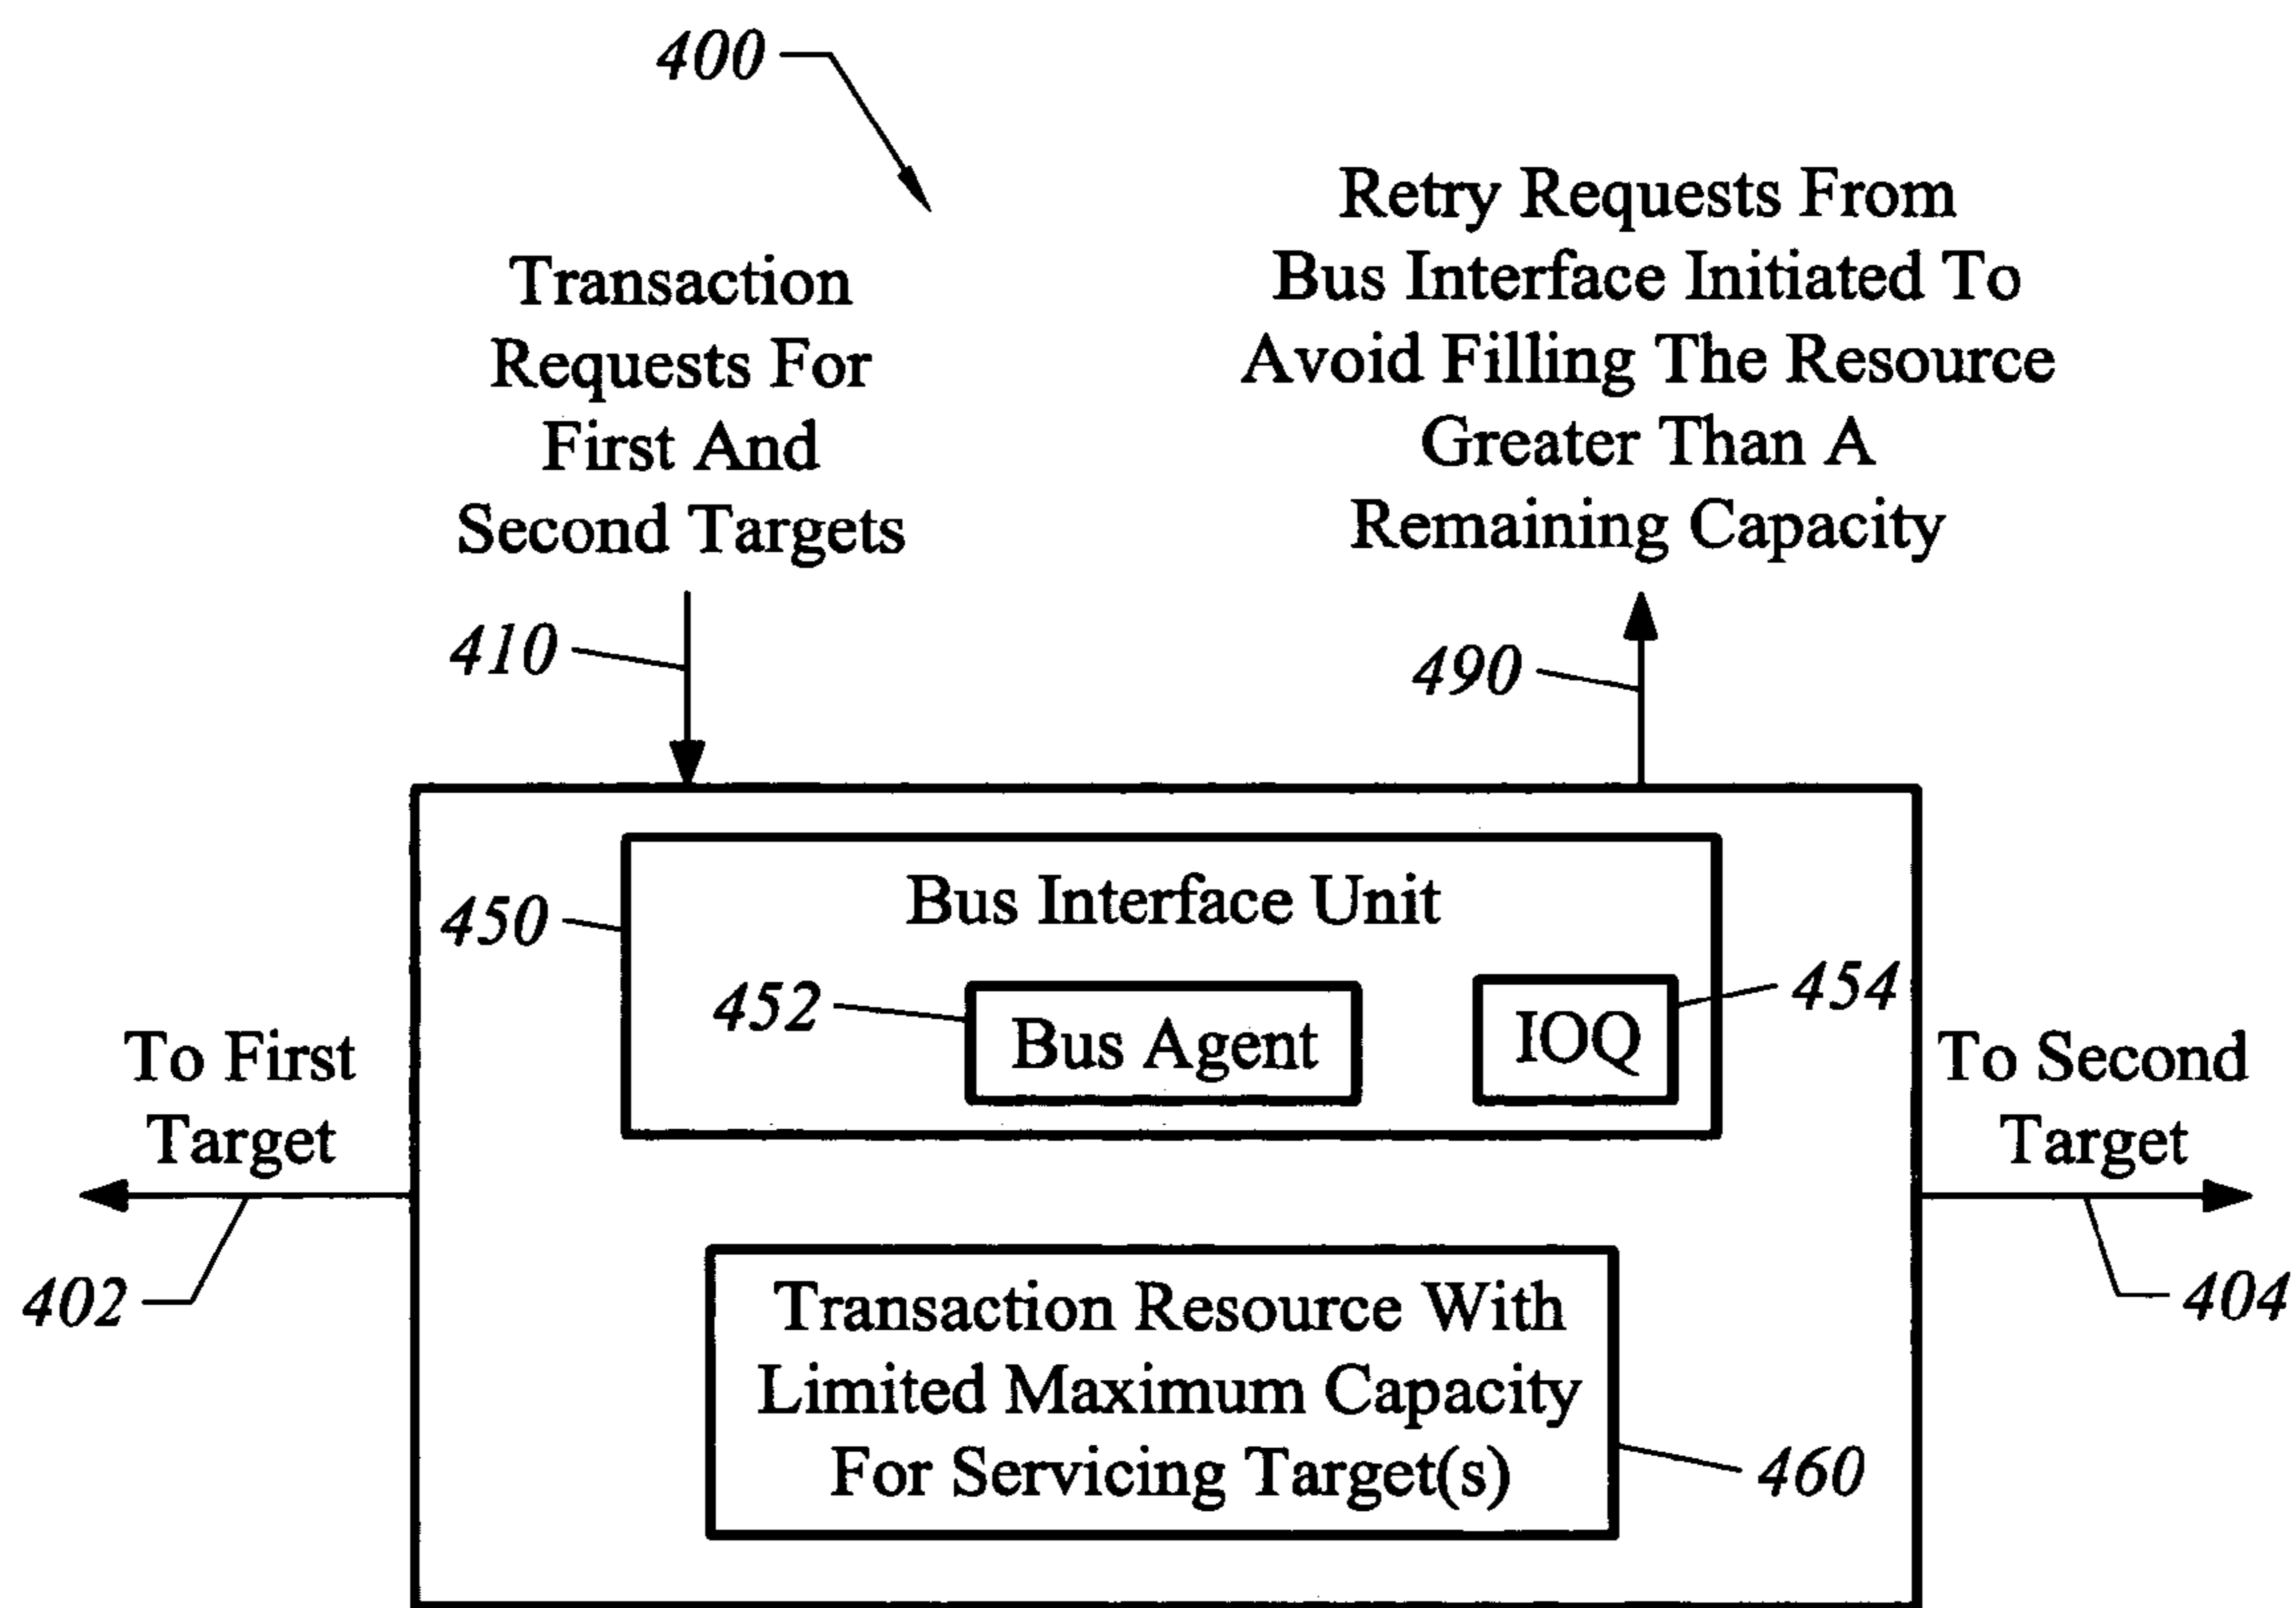 400
Transaction
Requests For
First And
Second Targets
Retry Requests From
Bus Interface Initiated To
Avoid Filling The Resource
Greater Than A
Remaining Capacity
410
490
450
Bus Interface Unit
452
Bus Agent
IOQ
454
To First
Target
To Second
Target
402
Transaction Resource With
Limited Maximum Capacity
For Servicing Target(s)
404
460